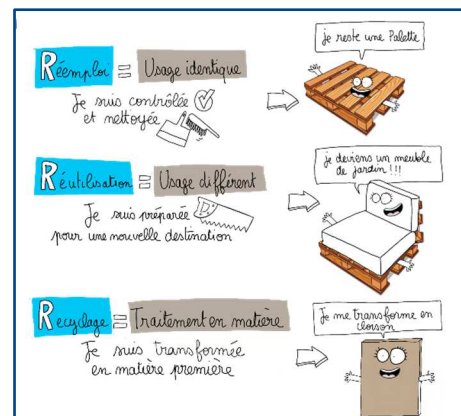 Réemploi = Usage identique
Je suis contrôlée
et nettoyée
je reste une Palette
Réutilisation = Usage différent
Je suis préparée
pour une nouvelle destination
je deviens un meuble
de jardin !!!
Recyclage = Traitement en matière
Je suis transformée
en matière première
Je me transforme en
cloison